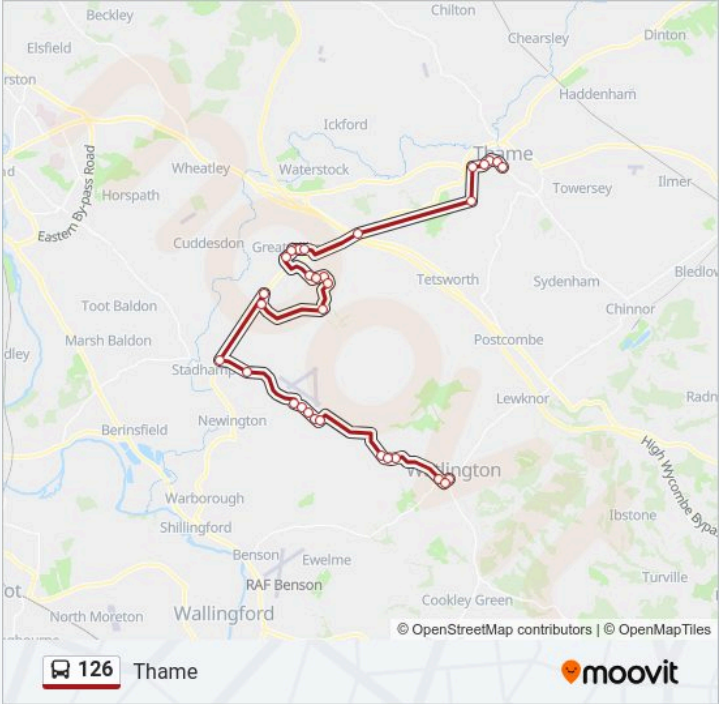 Beckley
Chilton
Elsfield
Chearsley
Dinton
rston
Haddenham
Ickford
Thame
Wheatley
Waterstock
Ilmer
Towersey
Horspath
Eastern By-pass Road
Cuddesdon
Great
Bledlow
Tetsworth
Sydenham
Chinnor
Toot Baldon
Marsh Baldon
Postcombe
dley
Stadham
Lewknor
Radn
Berinsfield
Newington
High Wycombe Bypa
Watlington
Warborough
Ibstone
Shillingford
Benson
Ewelme
RAF Benson
Turville
ot
Cookley Green
North Moreton
Wallingford
© OpenStreetMap contributors | © OpenMapTiles
126
Thame
moovit